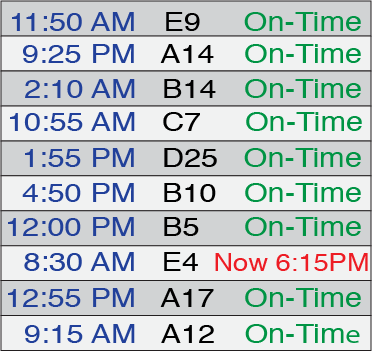 11:50 AM E9 On-Time
9:25 PM A14 On-Time
2:10 AM B14 On-Time
10:55 AM C7 On-Time
1:55 PM D25 On-Time
4:50 PM B10 On-Time
12:00 PM B5 On-Time
8:30 AM E4 Now 6:15PM
12:55 PM A17 On-Time
9:15 AM A12 On-Time